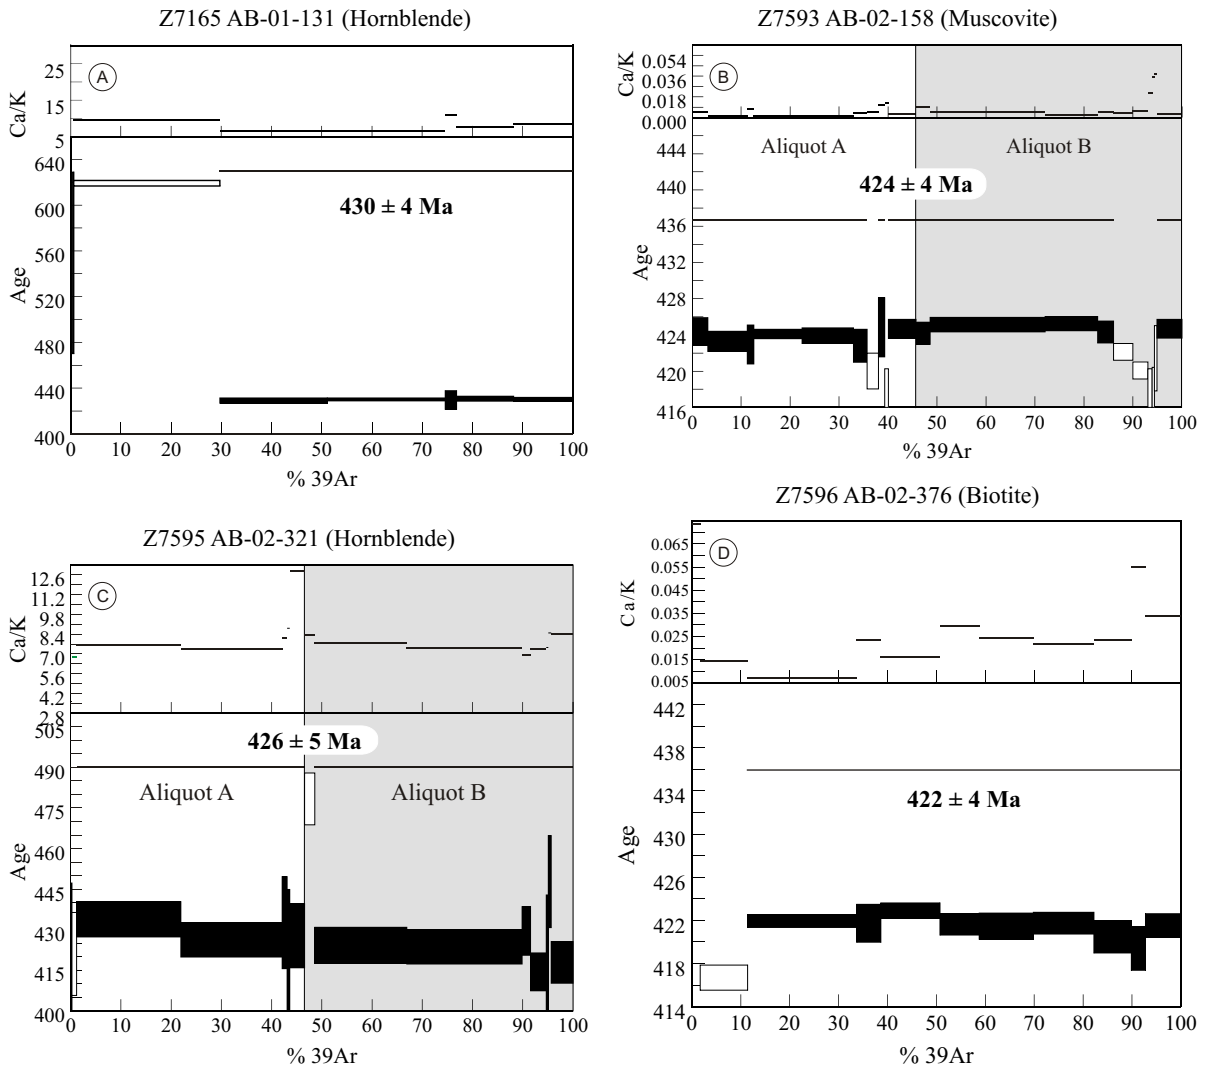 Z7165 AB-01-131 (Hornblende)
A
Ca/K
25
15
5
640
600
560
520
480
440
400
Age
430 ± 4 Ma
0 10 20 30 40 50 60 70 80 90 100
% 39Ar
Z7593 AB-02-158 (Muscovite)
B
Ca/K
0.054
0.036
0.018
0.000
Aliquot A
Aliquot B
424 ± 4 Ma
444
440
436
432
428
424
420
416
Age
0 10 20 30 40 50 60 70 80 90 100
% 39Ar
Z7595 AB-02-321 (Hornblende)
C
Ca/K
12.6
11.2
9.8
8.4
7.0
5.6
4.2
2.8
505
490
475
460
445
430
415
400
Age
426 ± 5 Ma
Aliquot A
Aliquot B
0 10 20 30 40 50 60 70 80 90 100
% 39Ar
Z7596 AB-02-376 (Biotite)
D
Ca/K
0.065
0.055
0.045
0.035
0.025
0.015
0.005
442
438
434
430
426
422
418
414
Age
422 ± 4 Ma
0 10 20 30 40 50 60 70 80 90 100
% 39Ar